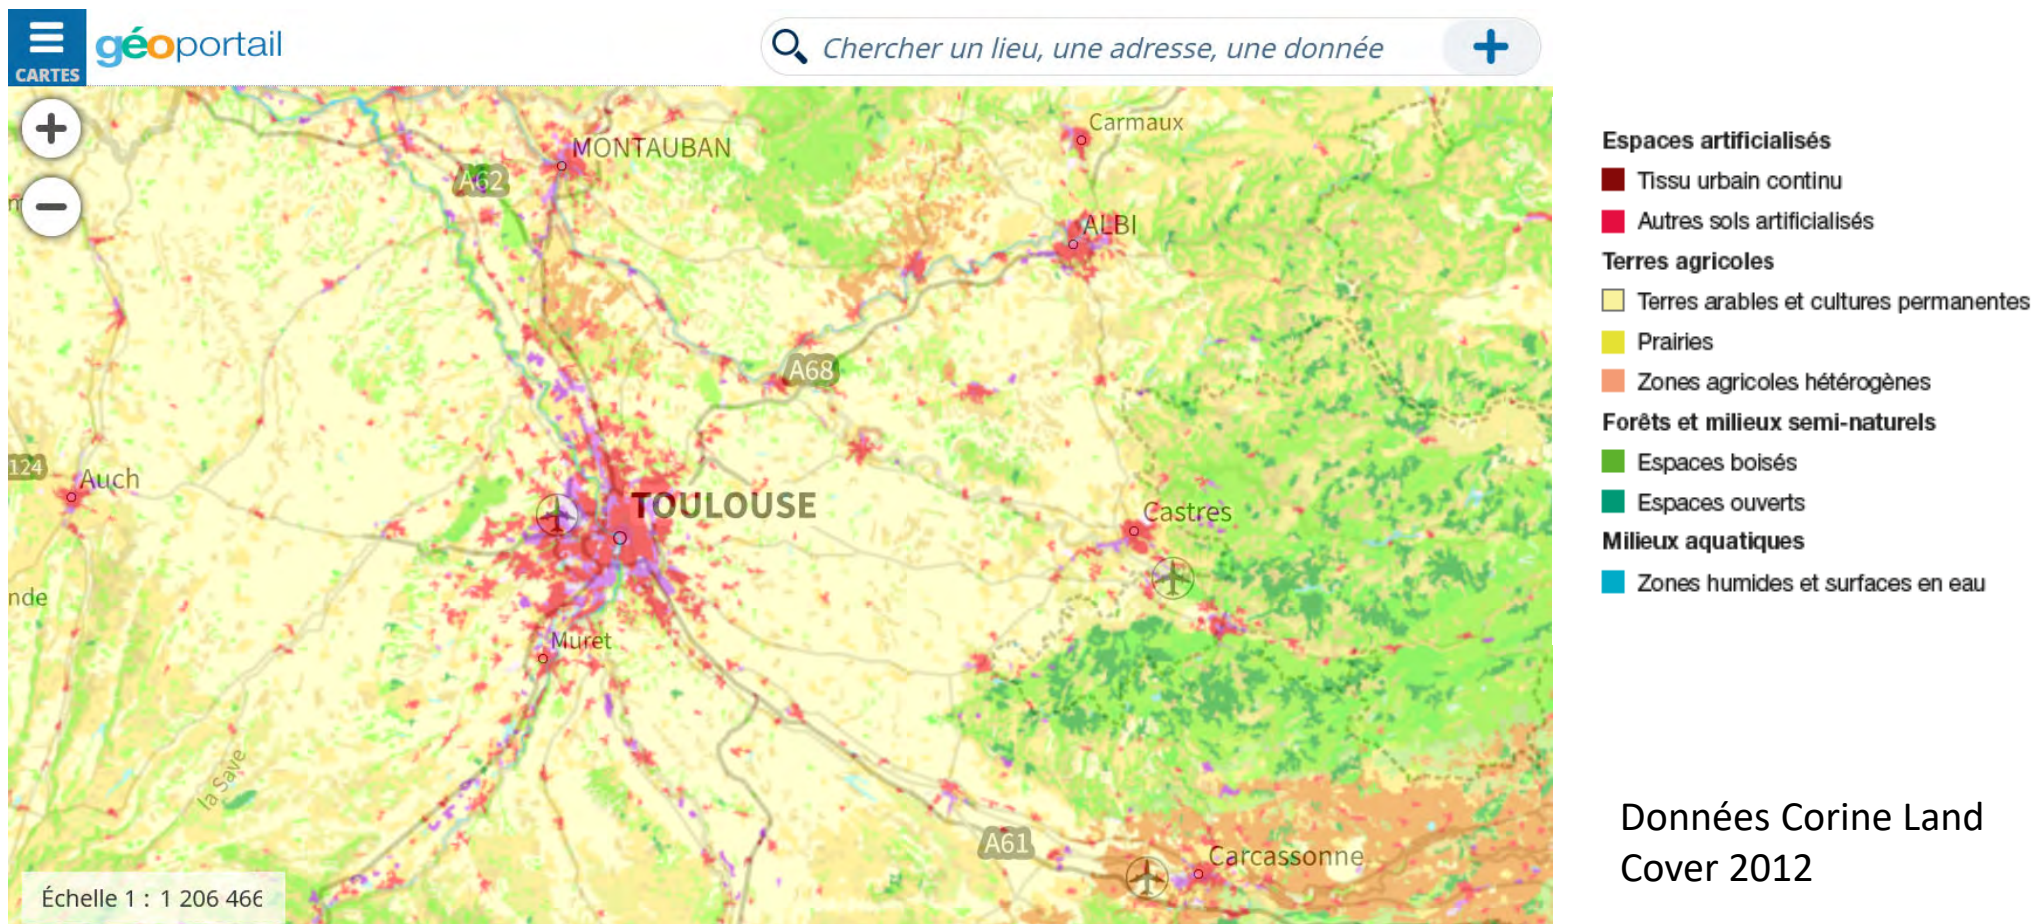 CARTES
géoportail
Chercher un lieu, une adresse, une donnée
Carmaux
MONTAUBAN
A62
ALBI
A68
124
Auch
TOULOUSE
Castres
nde
Muret
la Save
A61
Carcassonne
Échelle 1 : 1 206 466
Espaces artificialisés
Tissu urbain continu
Autres sols artificialisés
Terres agricoles
Terres arables et cultures permanentes
Prairies
Zones agricoles hétérogènes
Forêts et milieux semi-naturels
Espaces boisés
Espaces ouverts
Milieux aquatiques
Zones humides et surfaces en eau
Données Corine Land
Cover 2012